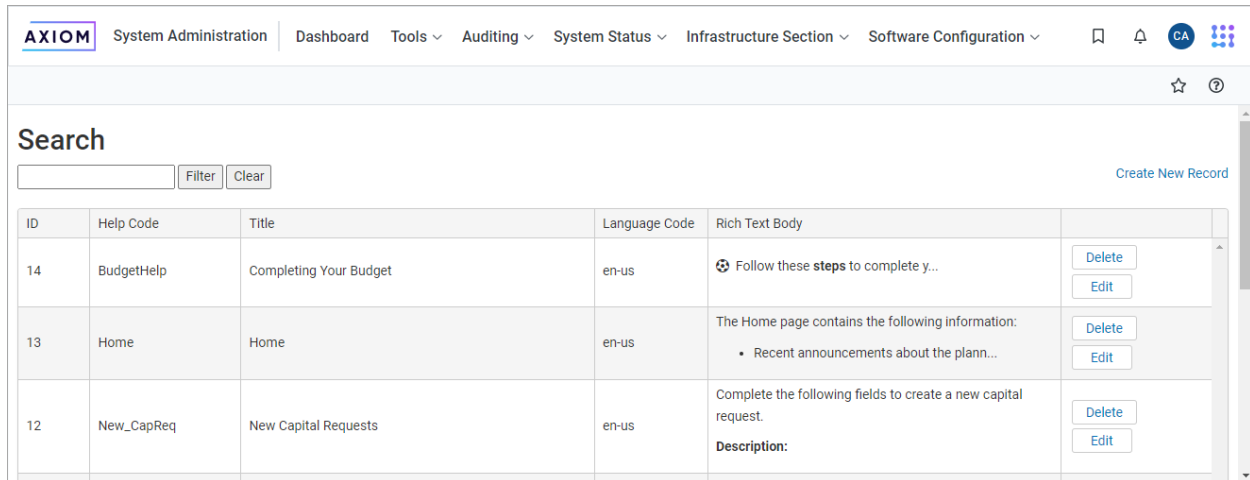 AXIOM System Administration Dashboard Tools Auditing System Status Infrastructure Section Software Configuration CA
Search
Filter Clear Create New Record
ID Help Code Title Language Code Rich Text Body
14 BudgetHelp Completing Your Budget en-us Follow these steps to complete y... Delete
Edit
13 Home Home en-us The Home page contains the following information:
• Recent announcements about the plann... Delete
Edit
12 New_CapReq New Capital Requests en-us Complete the following fields to create a new capital
request.
Description: Delete
Edit